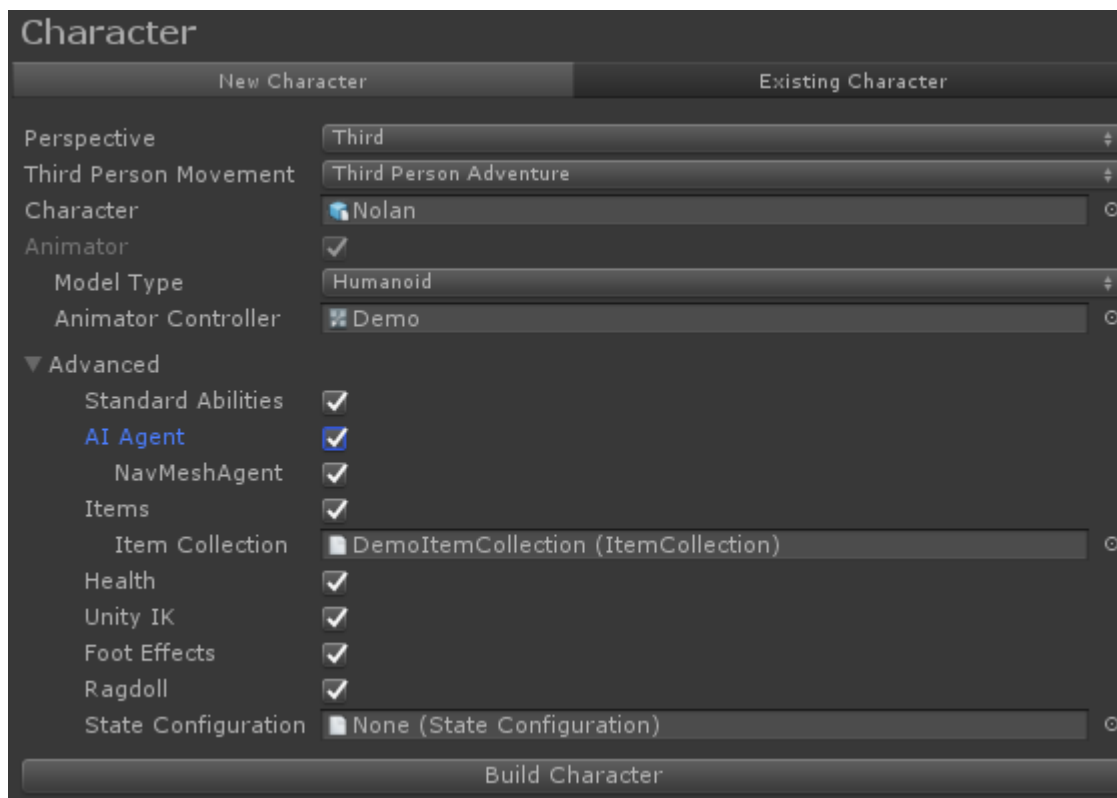 Character
New Character Existing Character
Perspective Third
Third Person Movement Third Person Adventure
Character Nolan
Animator
Model Type Humanoid
Animator Controller Demo
Advanced
Standard Abilities
AI Agent
NavMeshAgent
Items
Item Collection DemoItemCollection (ItemCollection)
Health
Unity IK
Foot Effects
Ragdoll
State Configuration None (State Configuration)
Build Character